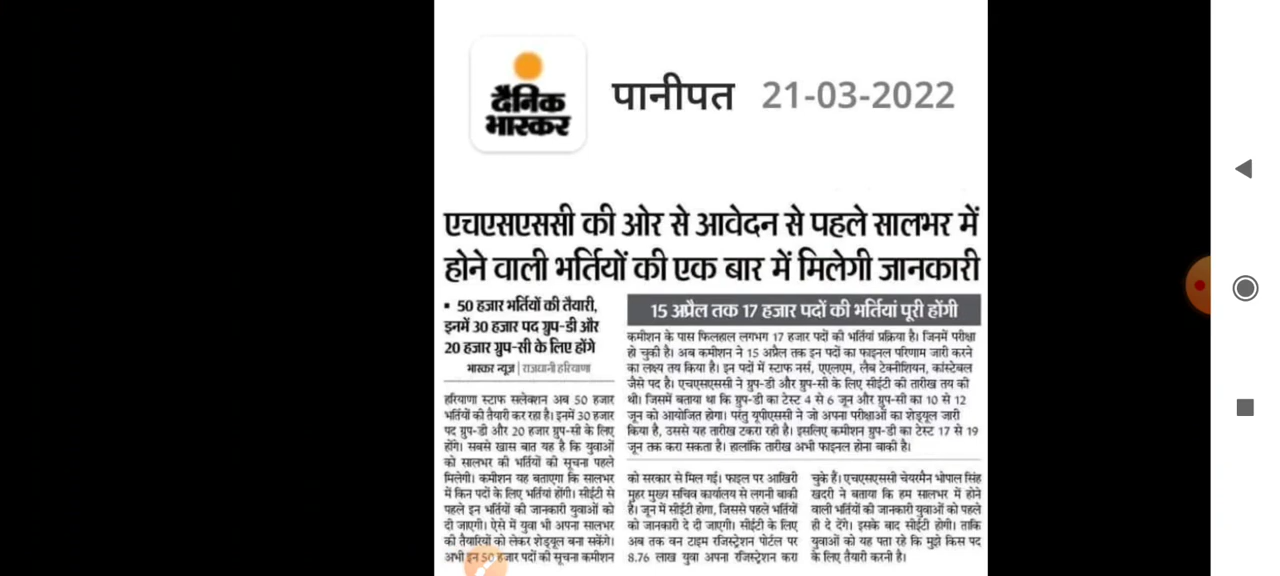 दैनिक
भास्कर
पानीपत 21-03-2022
एचएसएससी की ओर से आवेदन से पहले सालभर में
होने वाली भर्तियों की एक बार में मिलेगी जानकारी
▪ 50 हजार भर्तियों की तैयारी,
इनमें 30 हजार पद ग्रुप-डी और
20 हजार ग्रुप-सी के लिए होंगे
भास्कर न्यूज | राजधानी हरियाणा
हरियाणा स्टाफ सलेक्शन अब 50 हजार
भर्तियों की तैयारी कर रहा है। इनमें 30 हजार
पद ग्रुप-डी और 20 हजार ग्रुप-सी के लिए
होंगे। सबसे खास बात यह है कि युवाओं
को सालभर की भर्तियों की सूचना पहले
मिलेगी। कमीशन यह बताएगा कि सालभर
में किन पदों के लिए भर्तियां होंगी। सीईटी से
पहले इन भर्तियों की जानकारी युवाओं को
दी जाएगी। ऐसे में युवा भी अपना सालभर
की तैयारियों को लेकर शेड्यूल बना सकेंगे।
अभी इन 50 हजार पदों की सूचना कमीशन
15 अप्रैल तक 17 हजार पदों की भर्तियां पूरी होंगी
कमीशन के पास फिलहाल लगभग 17 हजार पदों की भर्तियां प्रक्रिया है। जिनमें परीक्षा
हो चुकी है। अब कमीशन ने 15 अप्रैल तक इन पदों का फाइनल परिणाम जारी करने
का लक्ष्य तय किया है। इन पदों में स्टाफ नर्स, एएलएम, लैब टेक्नीशियन, कांस्टेबल
जैसे पद है। एचएसएससी ने ग्रुप-डी और ग्रुप-सी के लिए सीईटी की तारीख तय की
थी। जिसमें बताया था कि ग्रुप-डी का टेस्ट 4 से 6 जून और ग्रुप-सी का 10 से 12
जून को आयोजित होगा। परंतु यूपीएससी ने जो अपना परीक्षाओं का शेड्यूल जारी
किया है, उससे यह तारीख टकरा रही है। इसलिए कमीशन ग्रुप-डी का टेस्ट 17 से 19
जून तक करा सकता है। हालांकि तारीख अभी फाइनल होना बाकी है।
को सरकार से मिल गई। फाइल पर आखिरी
मुहर मुख्य सचिव कार्यालय से लगनी बाकी
है। जून में सीईटी होगा, जिससे पहले भर्तियों
को जानकारी दे दी जाएगी। सीईटी के लिए
अब तक वन टाइम रजिस्ट्रेशन पोर्टल पर
8.76 लाख युवा अपना रजिस्ट्रेशन करा
चुके हैं। एचएसएससी चेयरमैन भोपाल सिंह
खदरी ने बताया कि हम सालभर में होने
वाली भर्तियों की जानकारी युवाओं को पहले
ही दे देंगे। इसके बाद सीईटी होगी। ताकि
युवाओं को यह पता रहे कि मुझे किस पद
के लिए तैयारी करनी है।